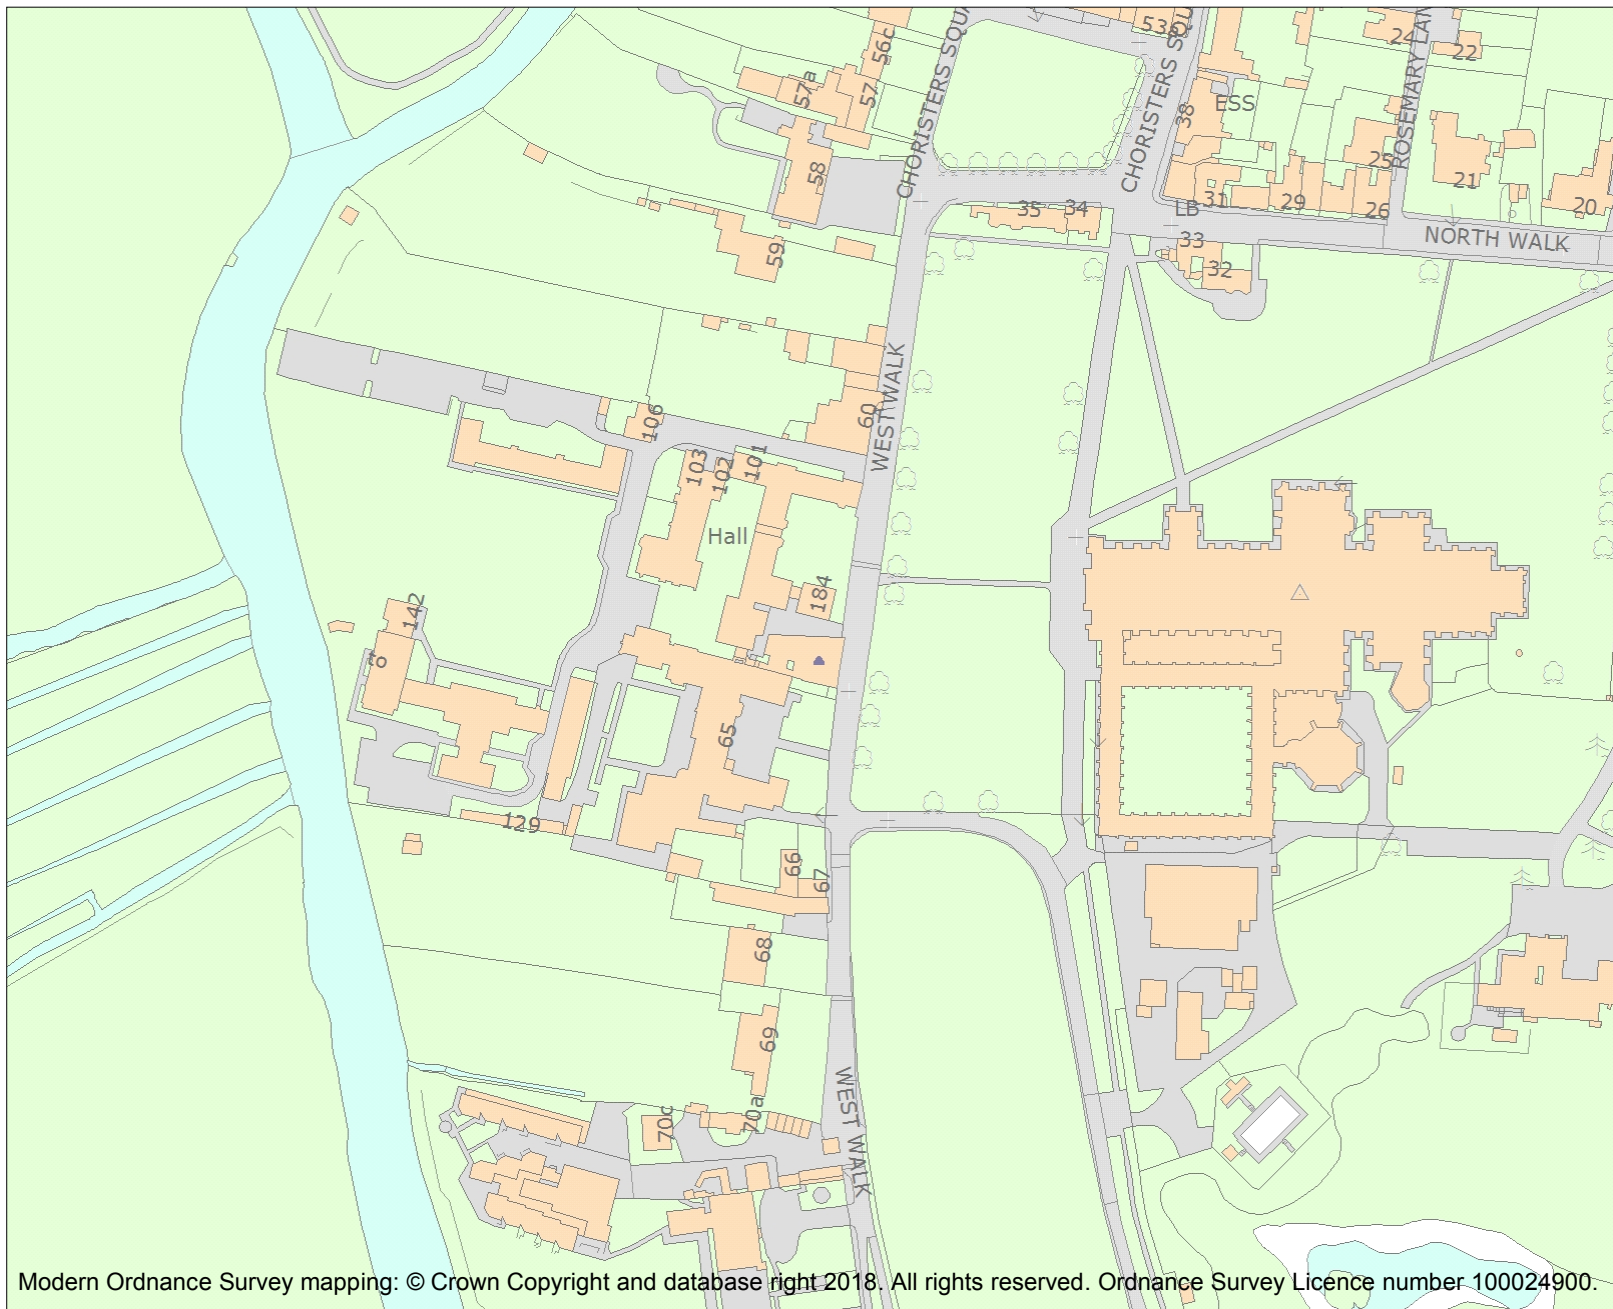 53a
56c
24
22
57a
57
CHORISTERS SQUA
CHORISTERS SQU
ROSEMARY LAN
ESS
38
58
25
21
31
29
26
20
35
34
LB
33
NORTH WALK
59
32
WEST WALK
60
106
103
102
101
Hall
184
142
65
129
66
67
68
69
70c
70a
WEST WALK
Modern Ordnance Survey mapping: © Crown Copyright and database right 2018. All rights reserved. Ordnance Survey Licence number 100024900.